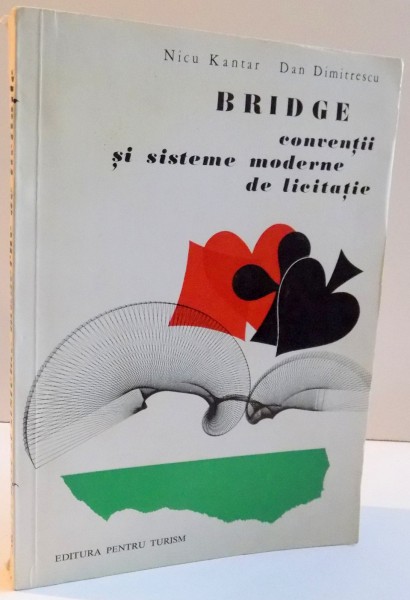 Nicu Kantar Dan Dimitrescu
BRIDGE
convenții
și sisteme moderne
de licitație
EDITURA PENTRU TURISM